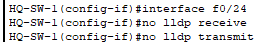 HQ-SW-1(config-if)#interface f0/24
HQ-SW-1(config-if)#no lldp receive
HQ-SW-1(config-if)#no lldp transmit